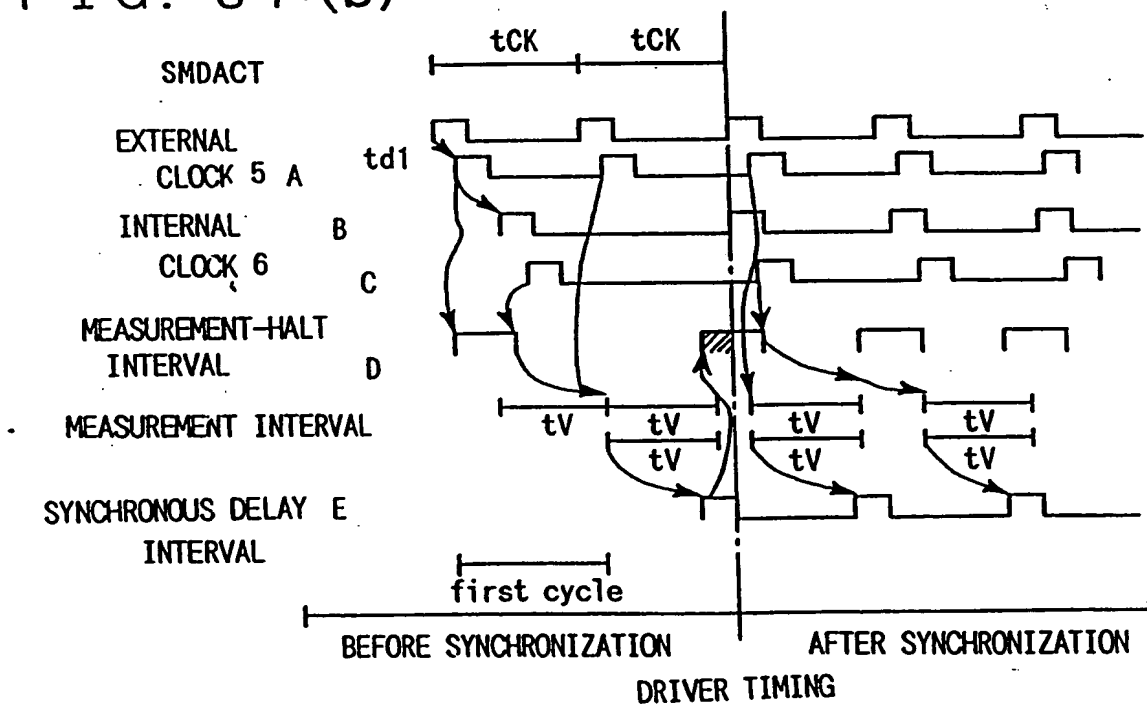 F I G. (b)
tCK tCK
SMDACT
EXTERNAL
CLOCK 5 A td1
INTERNAL B
CLOCK 6
C
MEASUREMENT-HALT
INTERVAL D
MEASUREMENT INTERVAL tV tV tV tV
tV tV tV
SYNCHRONOUS DELAY E
INTERVAL
first cycle
BEFORE SYNCHRONIZATION AFTER SYNCHRONIZATION
DRIVER TIMING